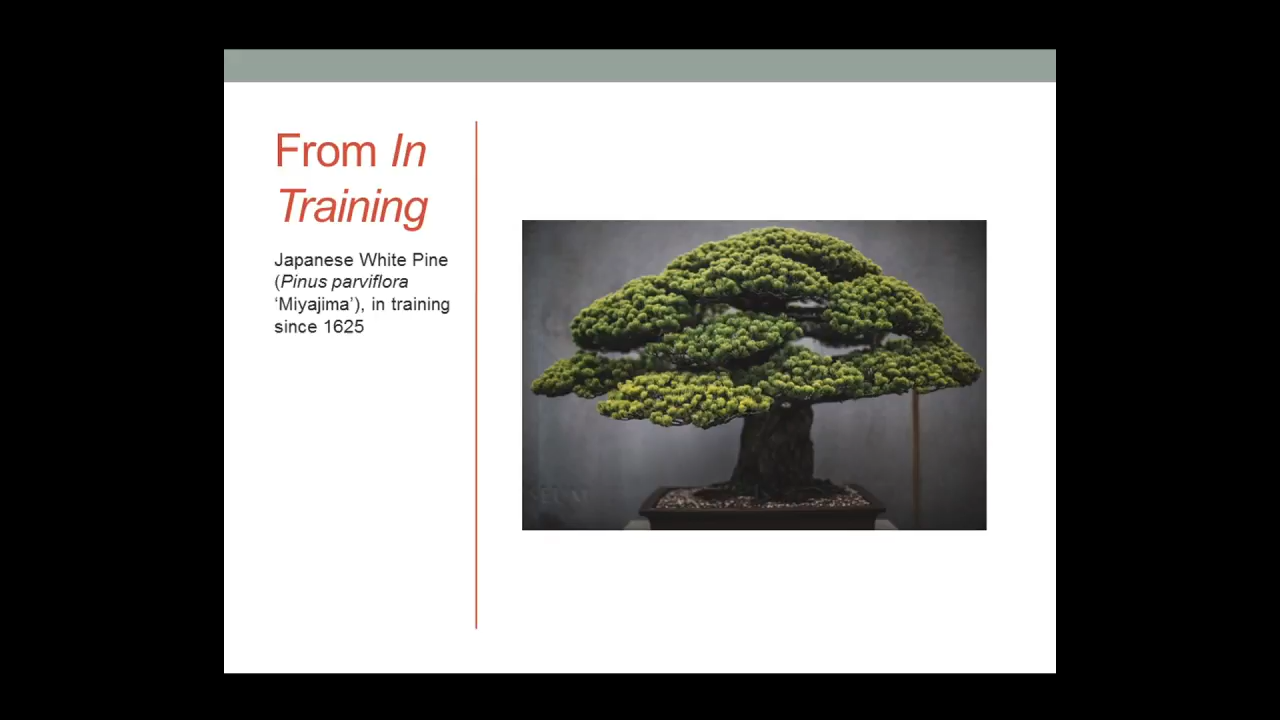 From In
Training
Japanese White Pine
(Pinus parviflora
‘Miyajima’), in training
since 1625